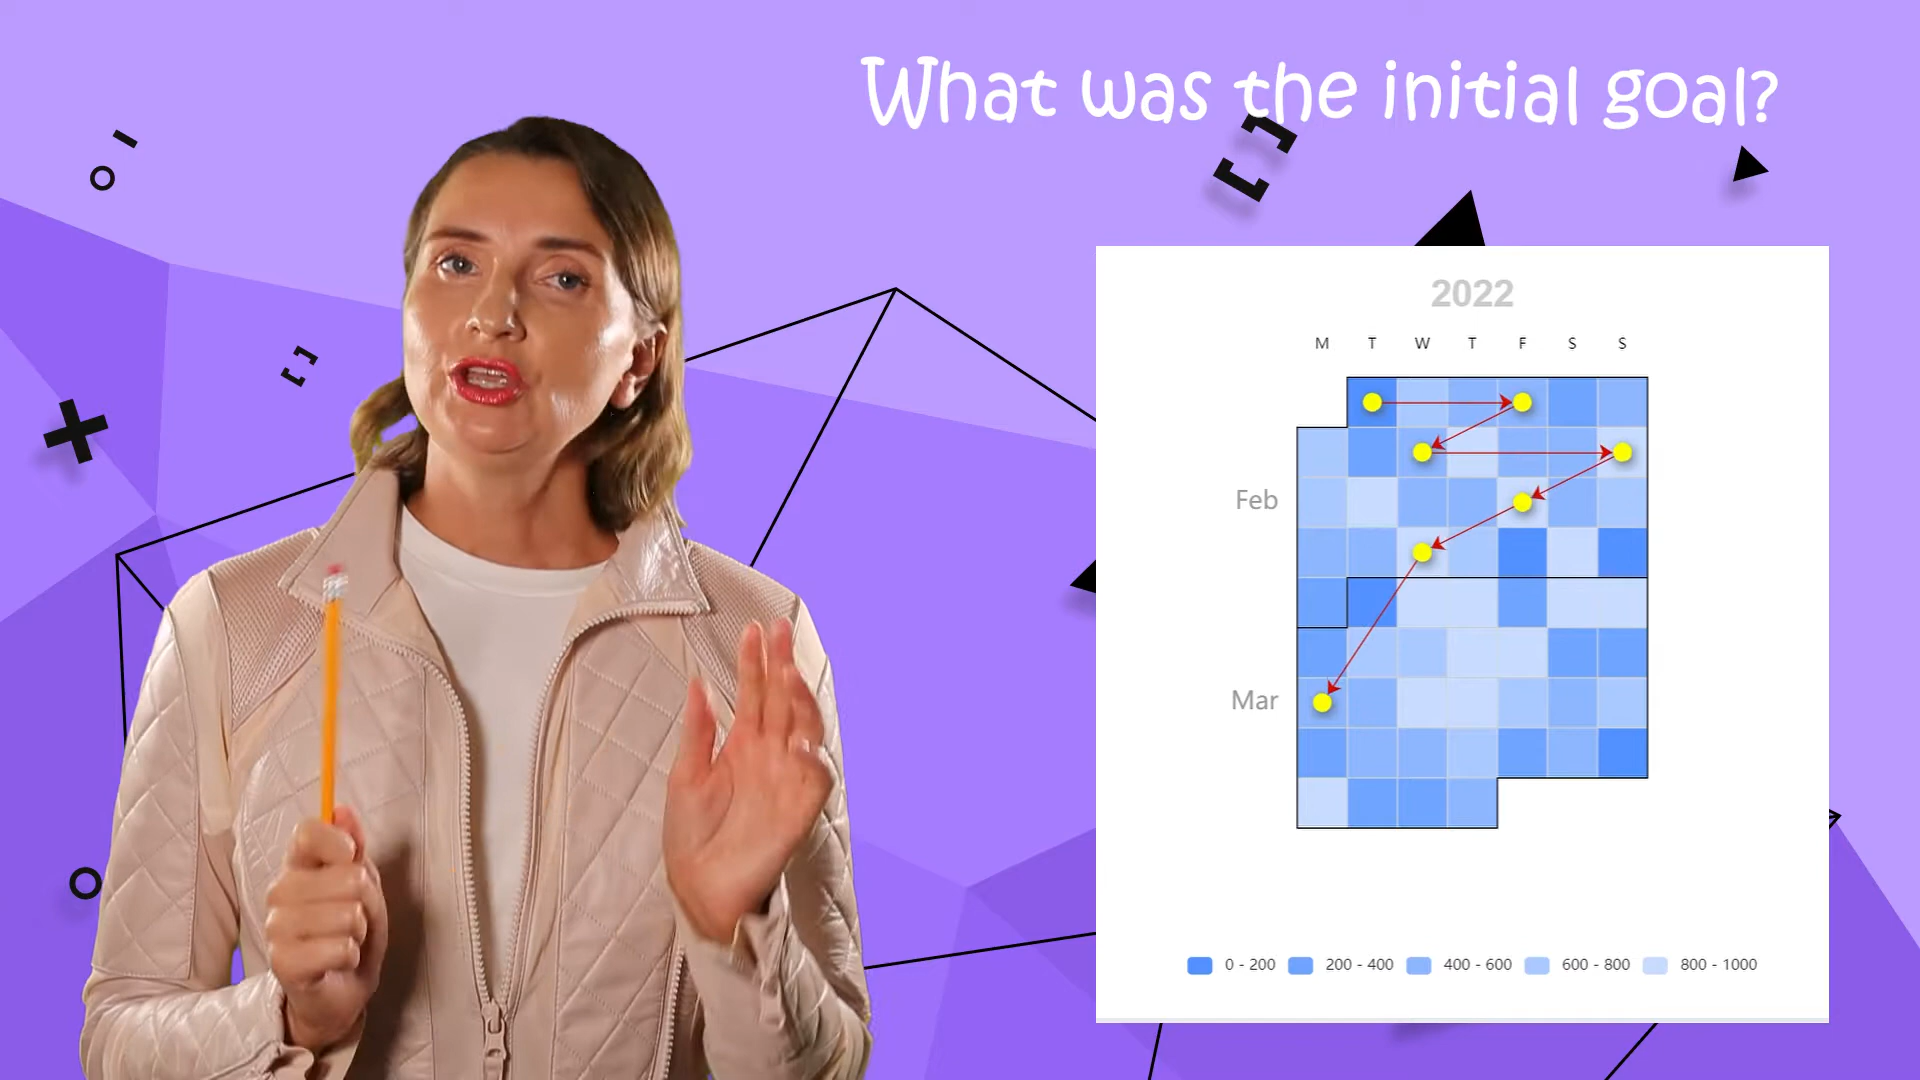 What was the initial goal?
2022
M T W T F S S
Feb
Mar
0 - 200 200 - 400 400 - 600 600 - 800 800 - 1000